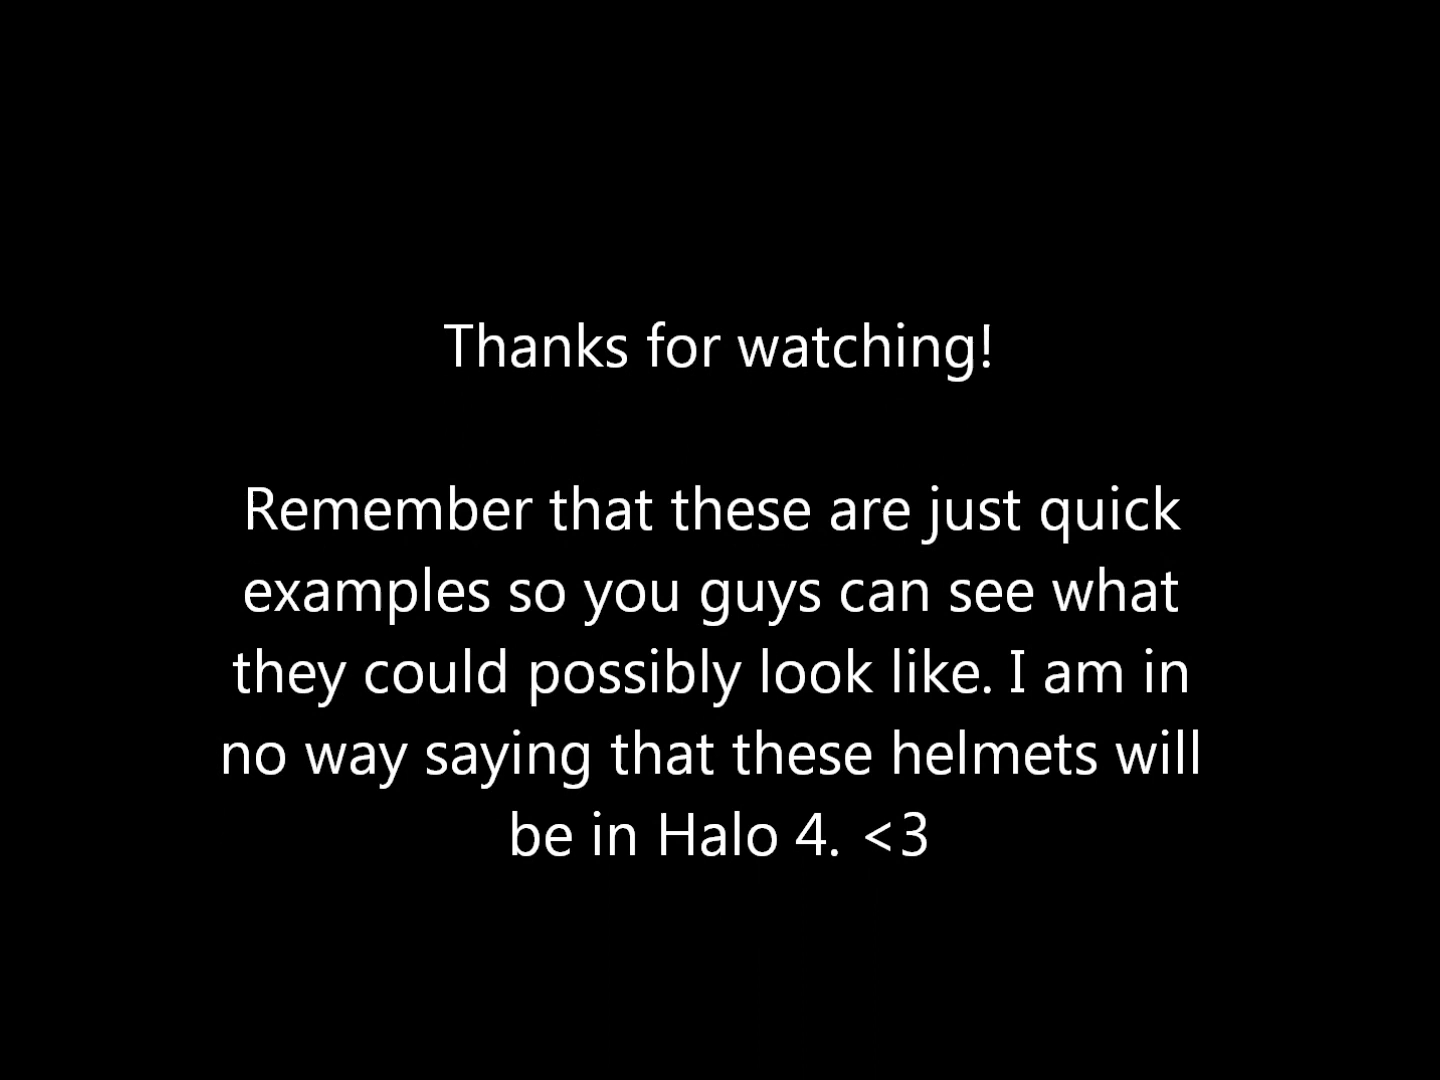 Thanks for watching!
Remember that these are just quick
examples so you guys can see what
they could possibly look like. I am in
no way saying that these helmets will
be in Halo 4. <3